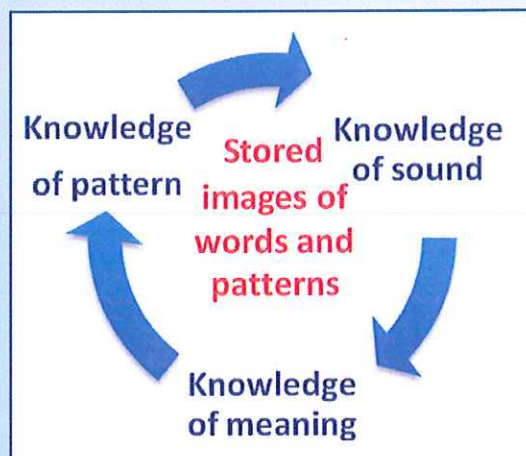 Knowledge
of pattern
Stored
images of
words and
patterns
Knowledge
of sound
Knowledge
of meaning